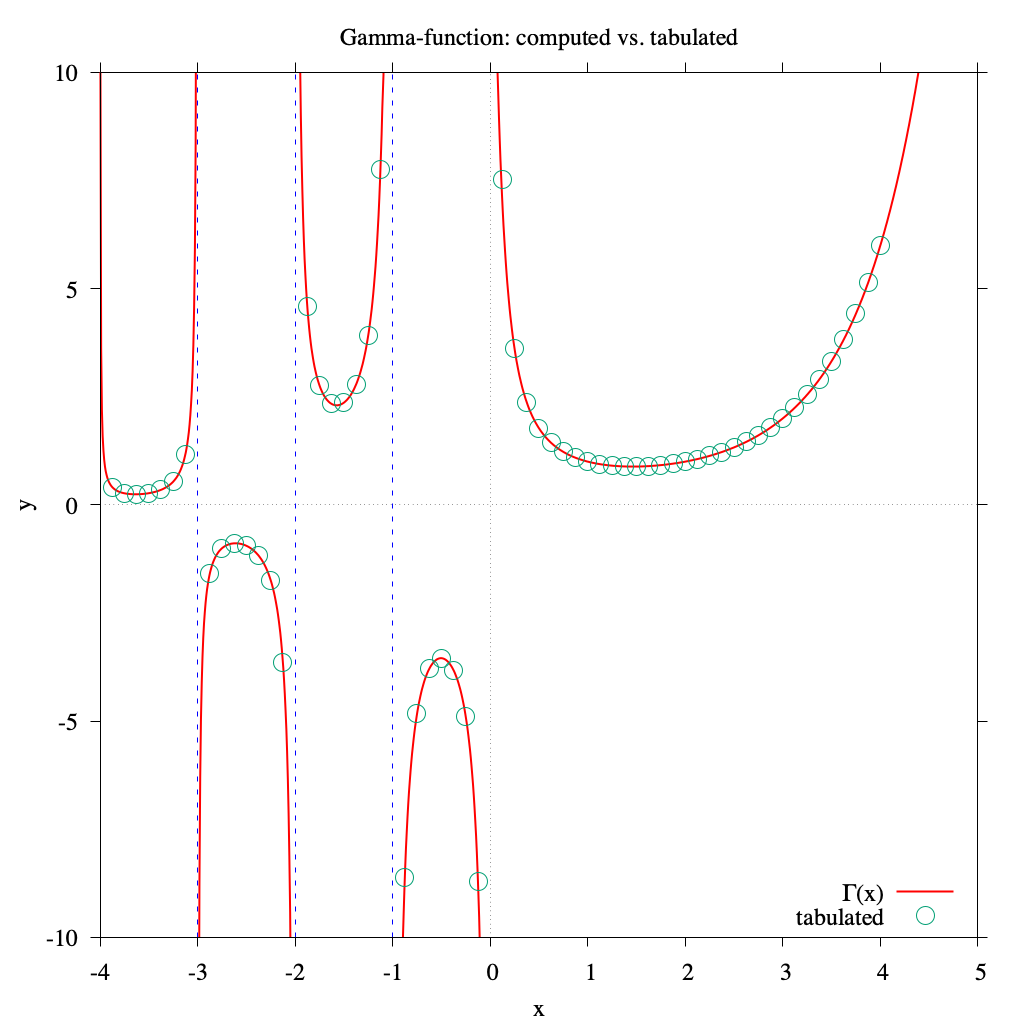 Gamma-function: computed vs. tabulated
10
5
0
-5
-10
y
-4 -3 -2 -1 0 1 2 3 4 5
x
Γ(x)
tabulated